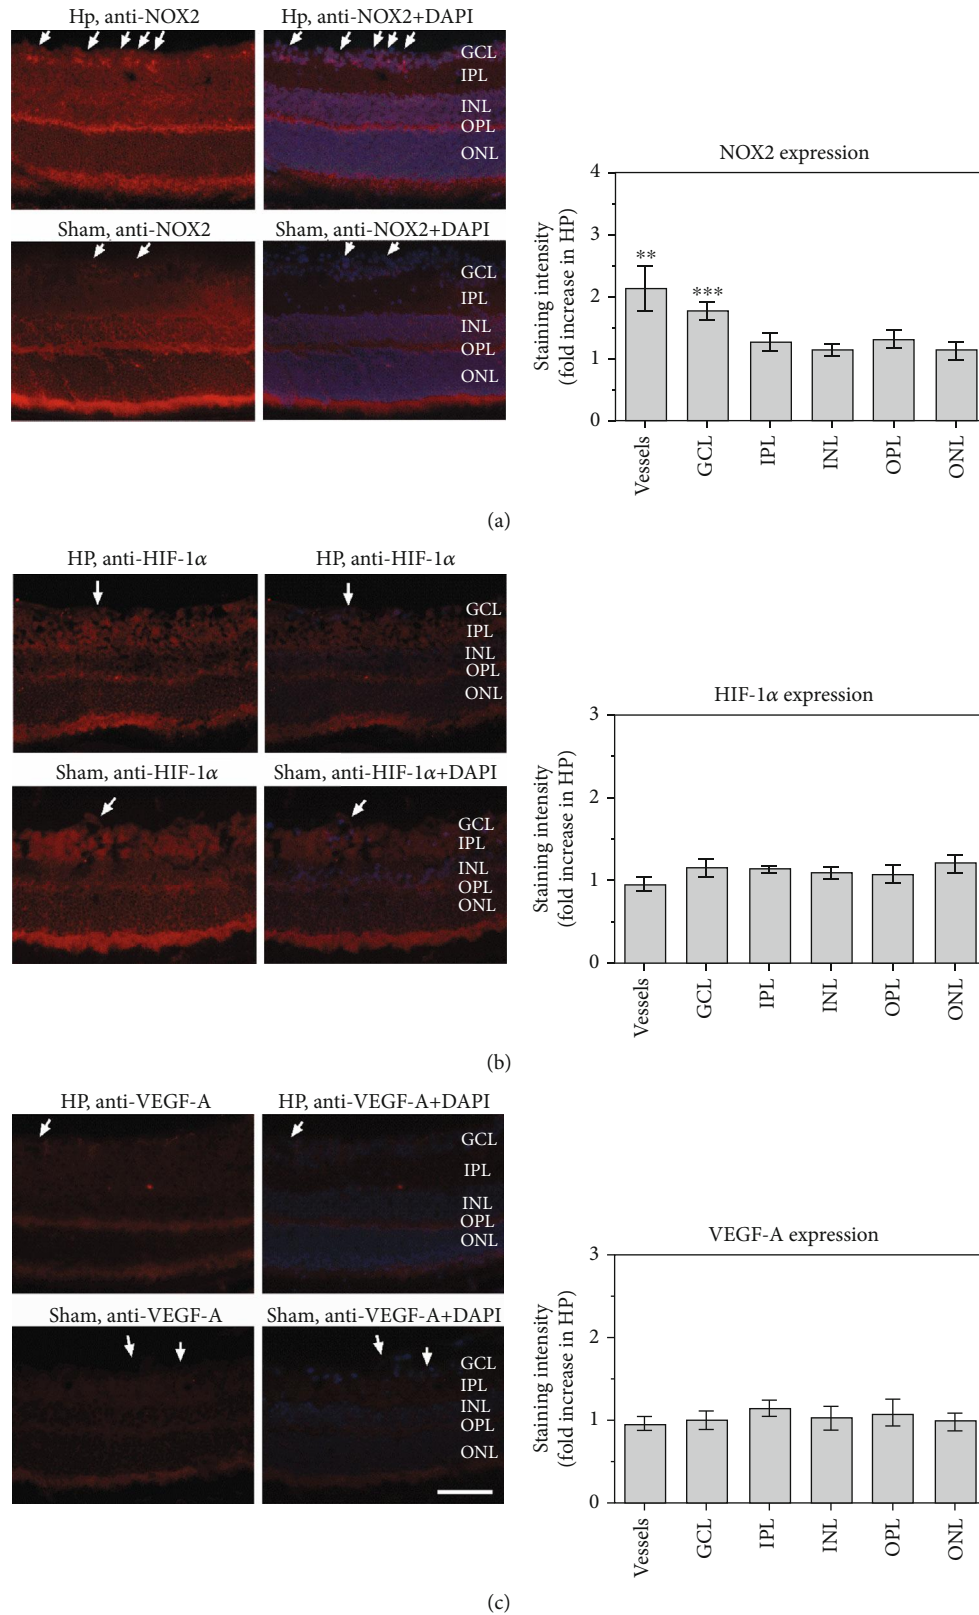 Hp, anti-NOX2
Hp, anti-NOX2+DAPI
GCL
IPL
INL
OPL
ONL
Sham, anti-NOX2
Sham, anti-NOX2+DAPI
GCL
IPL
INL
OPL
ONL
NOX2 expression
Staining intensity
(fold increase in HP)
4
3
2
1
0
**
***
Vessels
GCL
IPL
INL
OPL
ONL
(a)
HP, anti-HIF-1α
HP, anti-HIF-1α
GCL
IPL
INL
OPL
ONL
Sham, anti-HIF-1α
Sham, anti-HIF-1α+DAPI
GCL
IPL
INL
OPL
ONL
HIF-1α expression
Staining intensity
(fold increase in HP)
3
2
1
0
Vessels
GCL
IPL
INL
OPL
ONL
(b)
HP, anti-VEGF-A
HP, anti-VEGF-A+DAPI
GCL
IPL
INL
OPL
ONL
Sham, anti-VEGF-A
Sham, anti-VEGF-A+DAPI
GCL
IPL
INL
OPL
ONL
VEGF-A expression
Staining intensity
(fold increase in HP)
3
2
1
0
Vessels
GCL
IPL
INL
OPL
ONL
(c)